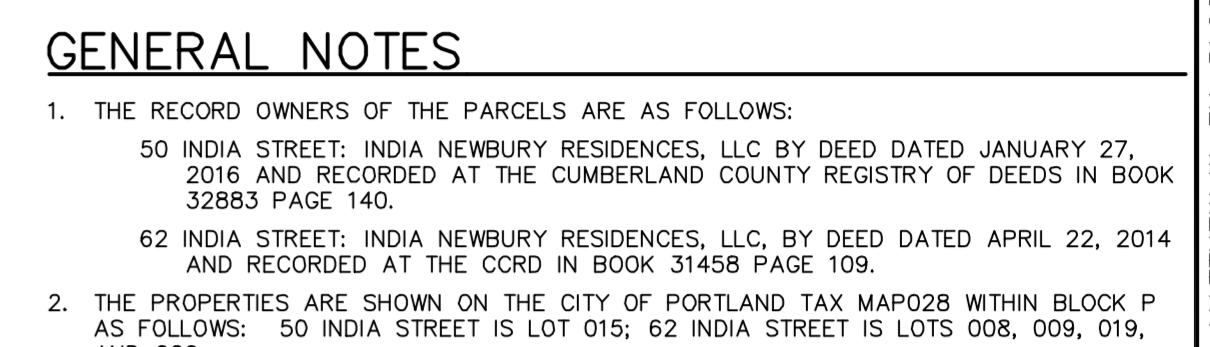 GENERAL NOTES
1. THE RECORD OWNERS OF THE PARCELS ARE AS FOLLOWS:
50 INDIA STREET: INDIA NEWBURY RESIDENCES, LLC BY DEED DATED JANUARY 27,
2016 AND RECORDED AT THE CUMBERLAND COUNTY REGISTRY OF DEEDS IN BOOK
32883 PAGE 140.
62 INDIA STREET: INDIA NEWBURY RESIDENCES, LLC, BY DEED DATED APRIL 22, 2014
AND RECORDED AT THE CCRD IN BOOK 31458 PAGE 109.
2. THE PROPERTIES ARE SHOWN ON THE CITY OF PORTLAND TAX MAP028 WITHIN BLOCK P
AS FOLLOWS: 50 INDIA STREET IS LOT 015; 62 INDIA STREET IS LOTS 008, 009, 019,